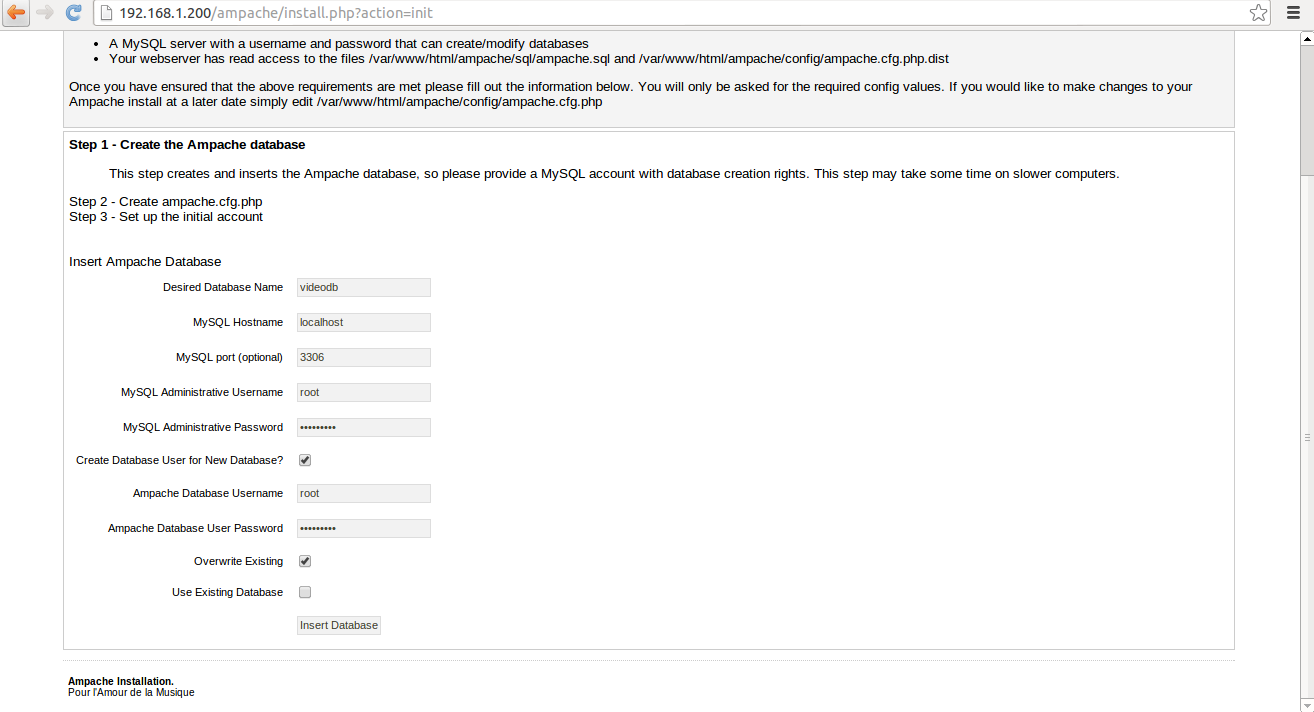 192.168.1.200/ampache/install.php?action=init
• A MySQL server with a username and password that can create/modify databases
• Your webserver has read access to the files /var/www/html/ampache/sql/ampache.sql and /var/www/html/ampache/config/ampache.cfg.php.dist
Once you have ensured that the above requirements are met please fill out the information below. You will only be asked for the required config values. If you would like to make changes to your
Ampache install at a later date simply edit /var/www/html/ampache/config/ampache.cfg.php
Step 1 - Create the Ampache database
This step creates and inserts the Ampache database, so please provide a MySQL account with database creation rights. This step may take some time on slower computers.
Step 2 - Create ampache.cfg.php
Step 3 - Set up the initial account
Insert Ampache Database
Desired Database Name videodb
MySQL Hostname localhost
MySQL port (optional) 3306
MySQL Administrative Username root
MySQL Administrative Password •••••••••
Create Database User for New Database?
Ampache Database Username root
Ampache Database User Password •••••••••
Overwrite Existing
Use Existing Database
Insert Database
Ampache Installation.
Pour l'Amour de la Musique